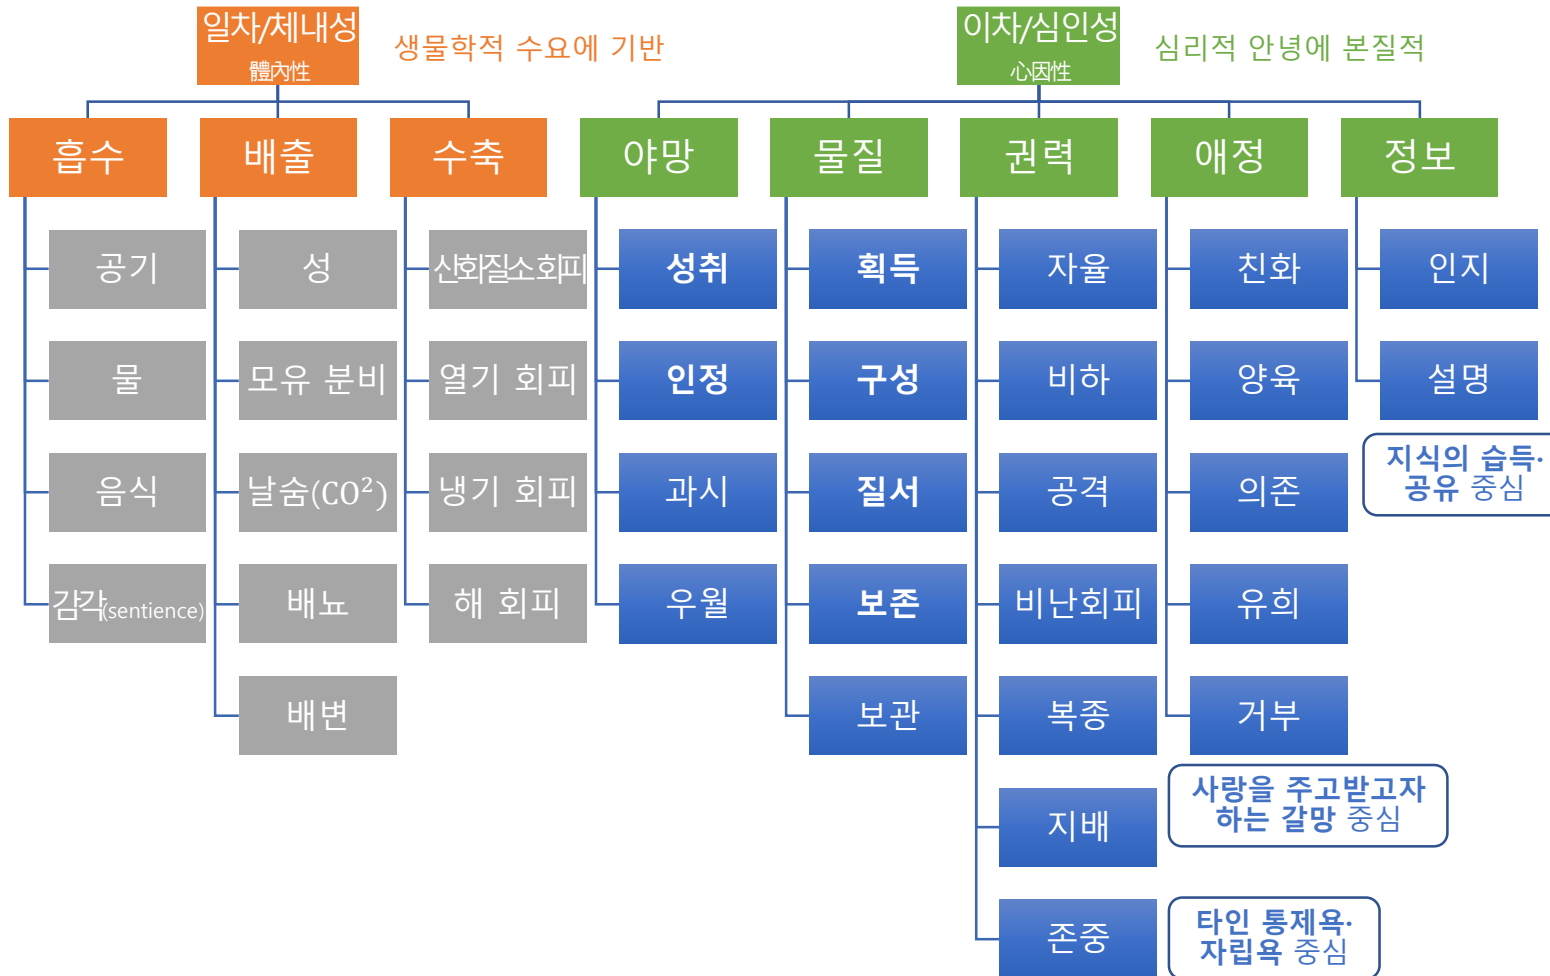 일차/체내성
體內性
생물학적 수요에 기반
이차/심인성
心因性
심리적 안녕에 본질적
흡수
배출
수축
야망
물질
권력
애정
정보
공기
물
음식
감각(sentience)
성
모유 분비
날숨(CO²)
배뇨
배변
산화질소회피
열기 회피
냉기 회피
해 회피
성취
인정
과시
우월
획득
구성
질서
보존
보관
자율
비하
공격
비난회피
복종
지배
존중
타인 통제욕·
자립욕 중심
친화
양육
의존
유희
거부
사랑을 주고받고자
하는 갈망 중심
인지
설명
지식의 습득·
공유 중심